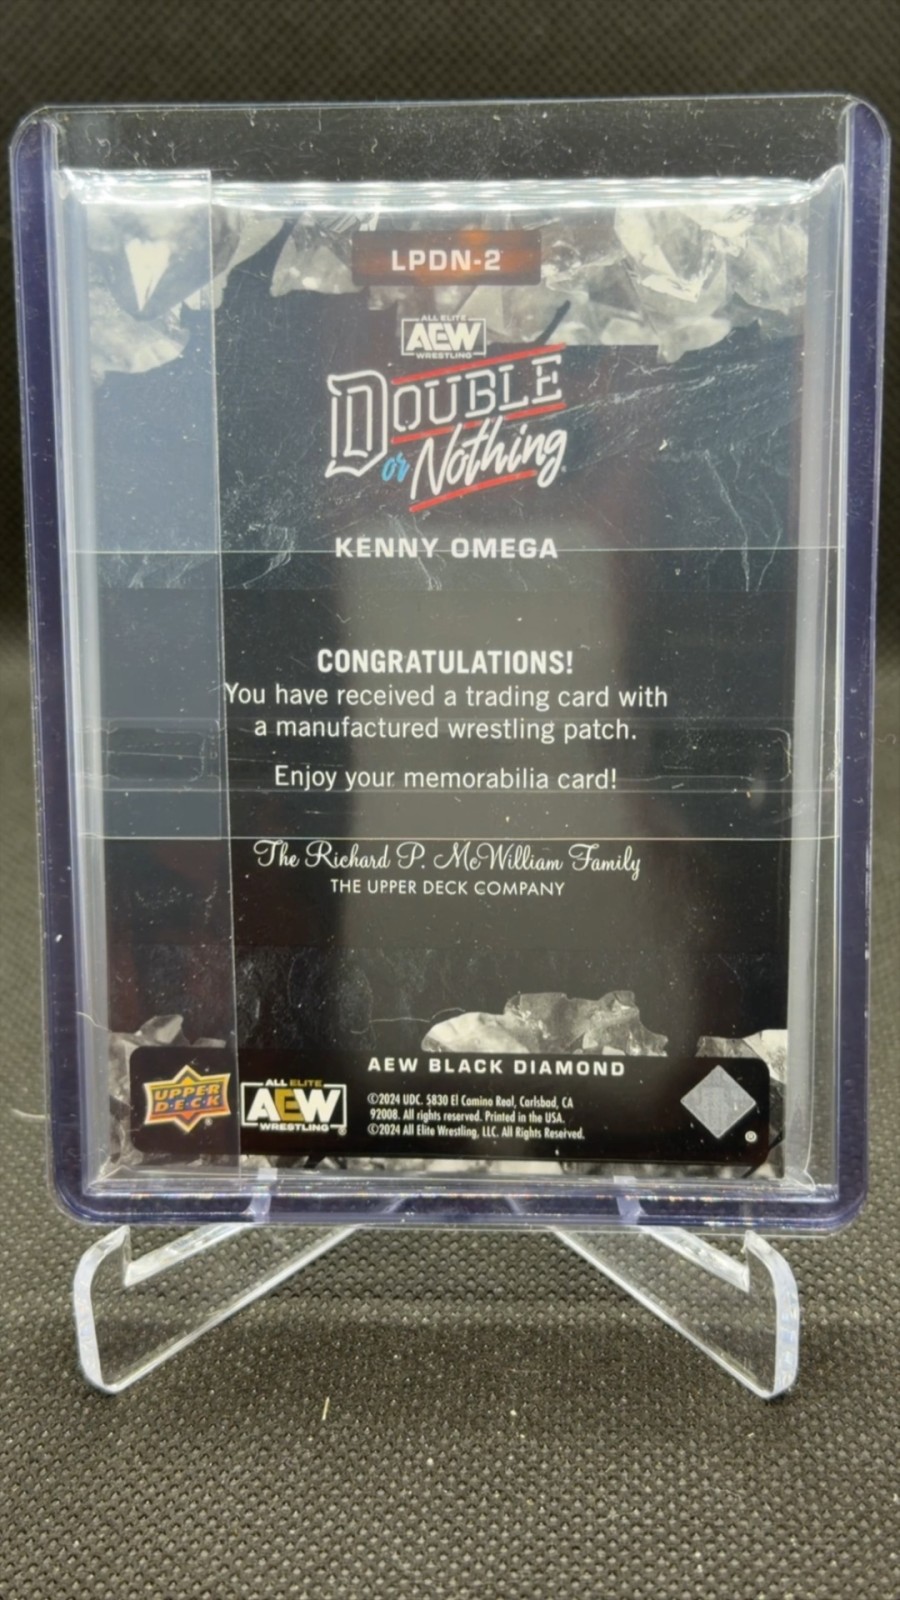 LPDN-2
ALL ELITE
AEW
WRESTLING
DOUBLE
or Nothing
KENNY OMEGA
CONGRATULATIONS!
You have received a trading card with
a manufactured wrestling patch.
Enjoy your memorabilia card!
The Richard P. McWilliam Family
THE UPPER DECK COMPANY
AEW BLACK DIAMOND
UPPER
D•E•C•K
ALL ELITE
AEW
WRESTLING
©2024 UDC. 5830 El Camino Real, Carlsbad, CA
92008. All rights reserved. Printed in the USA.
©2024 All Elite Wrestling, LLC. All Rights Reserved.